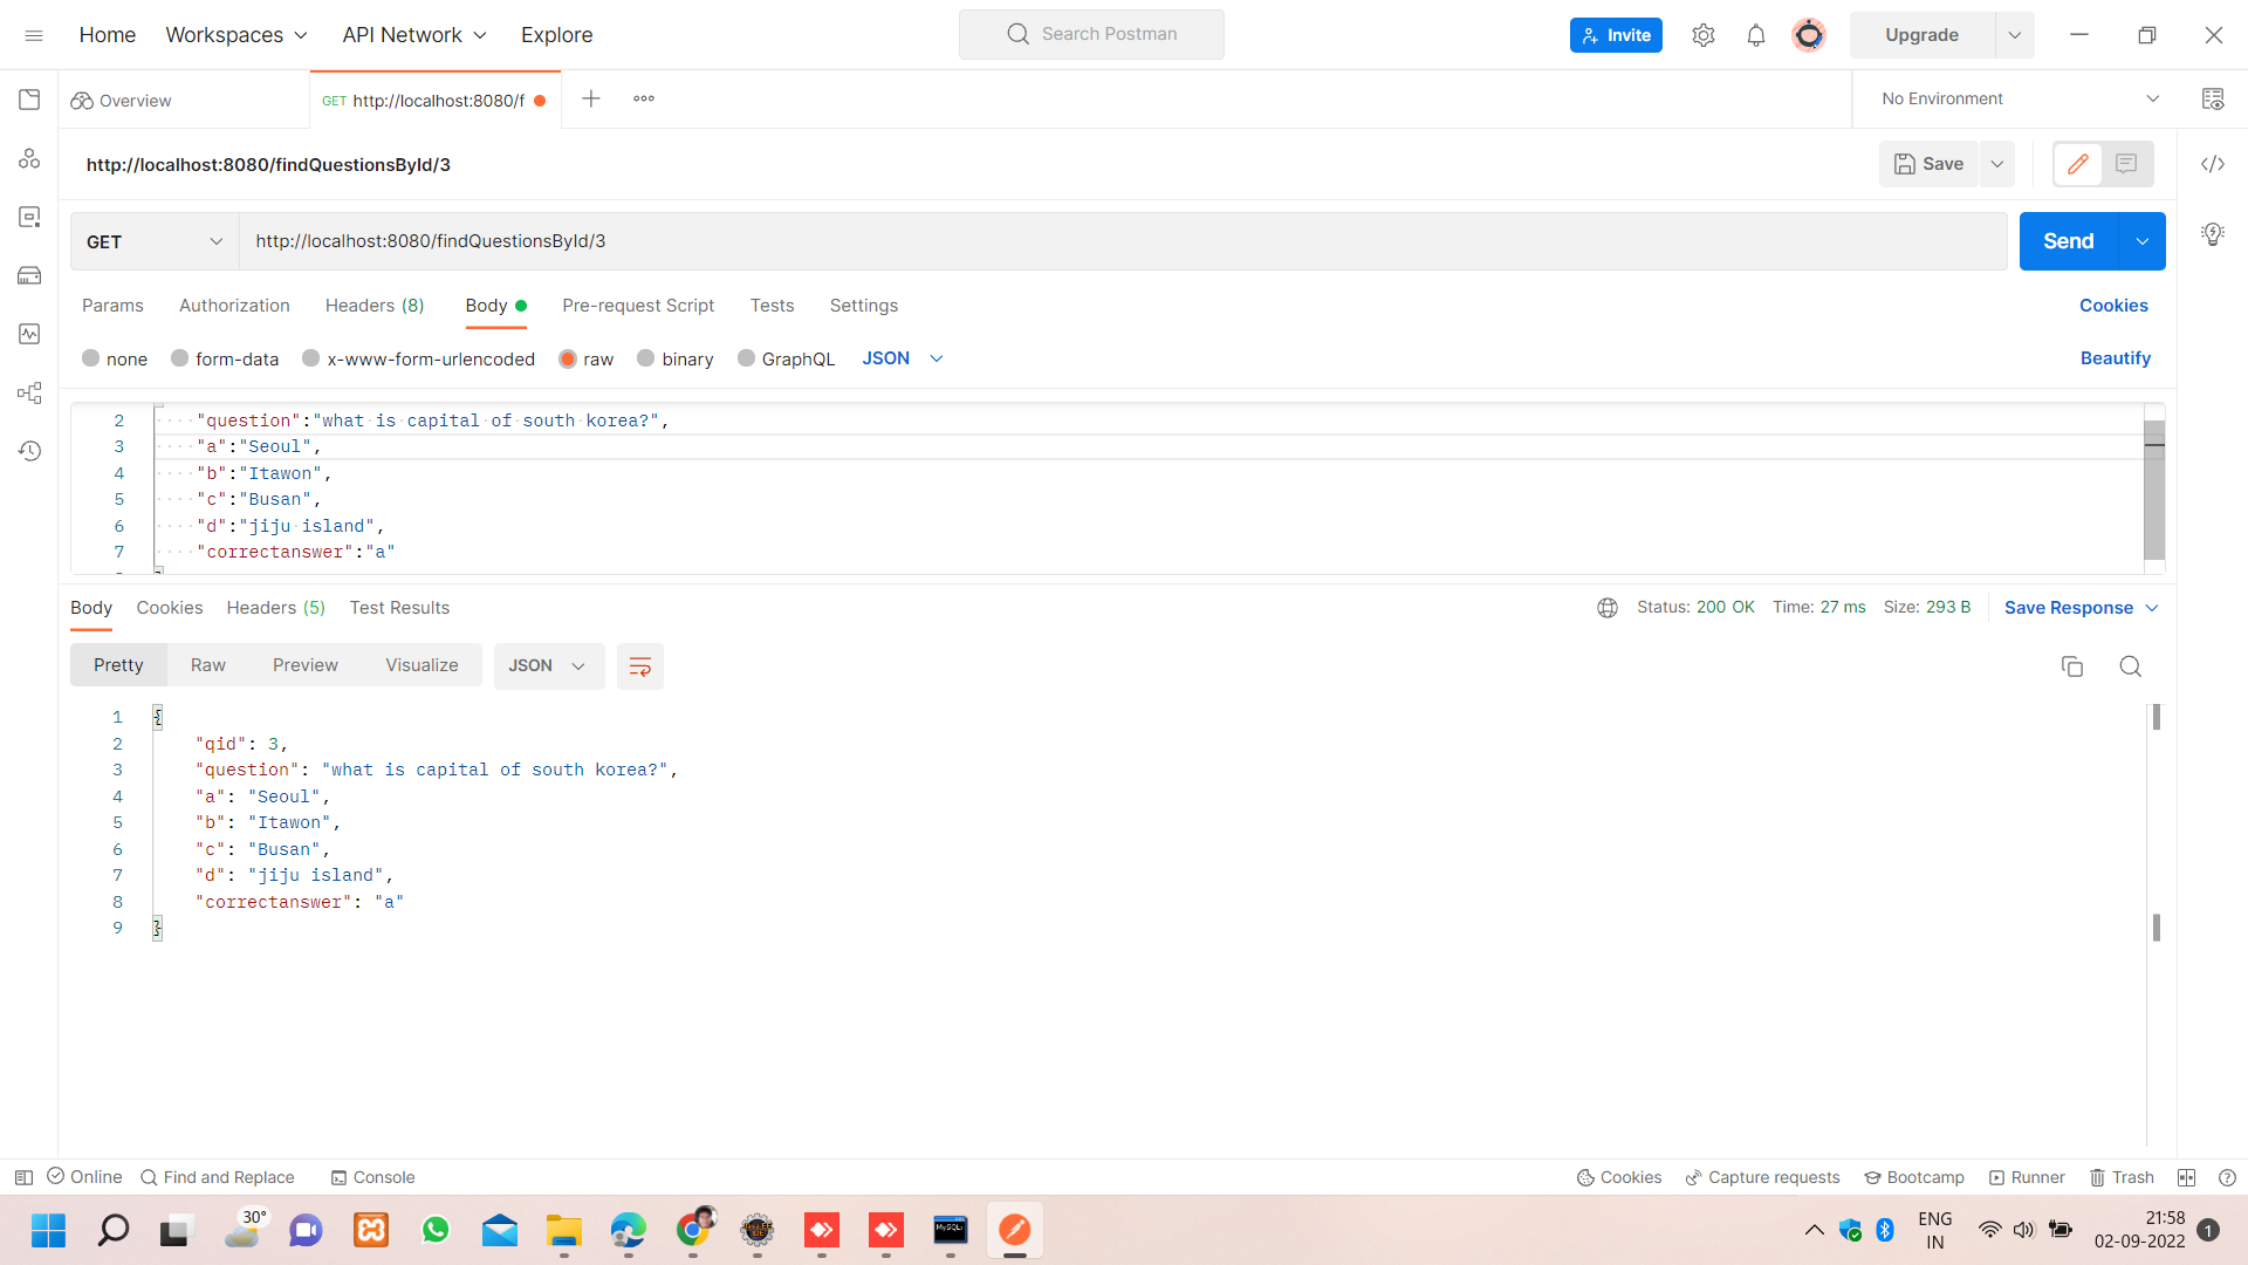 Home Workspaces API Network Explore Search Postman Invite Upgrade
Overview GET http://localhost:8080/f No Environment
http://localhost:8080/findQuestionsById/3 Save
GET http://localhost:8080/findQuestionsById/3 Send
Params Authorization Headers (8) Body Pre-request Script Tests Settings Cookies
none form-data x-www-form-urlencoded raw binary GraphQL JSON Beautify
2 "question":"what is capital of south korea?",
3 "a":"Seoul",
4 "b":"Itawon",
5 "c":"Busan",
6 "d":"jiju island",
7 "correctanswer":"a"
Body Cookies Headers (5) Test Results Status: 200 OK Time: 27 ms Size: 293 B Save Response
Pretty Raw Preview Visualize JSON
1 {
2 "qid": 3,
3 "question": "what is capital of south korea?",
4 "a": "Seoul",
5 "b": "Itawon",
6 "c": "Busan",
7 "d": "jiju island",
8 "correctanswer": "a"
9 }
Online Find and Replace Console Cookies Capture requests Bootcamp Runner Trash
30° ENG 21:58
IN 02-09-2022 1